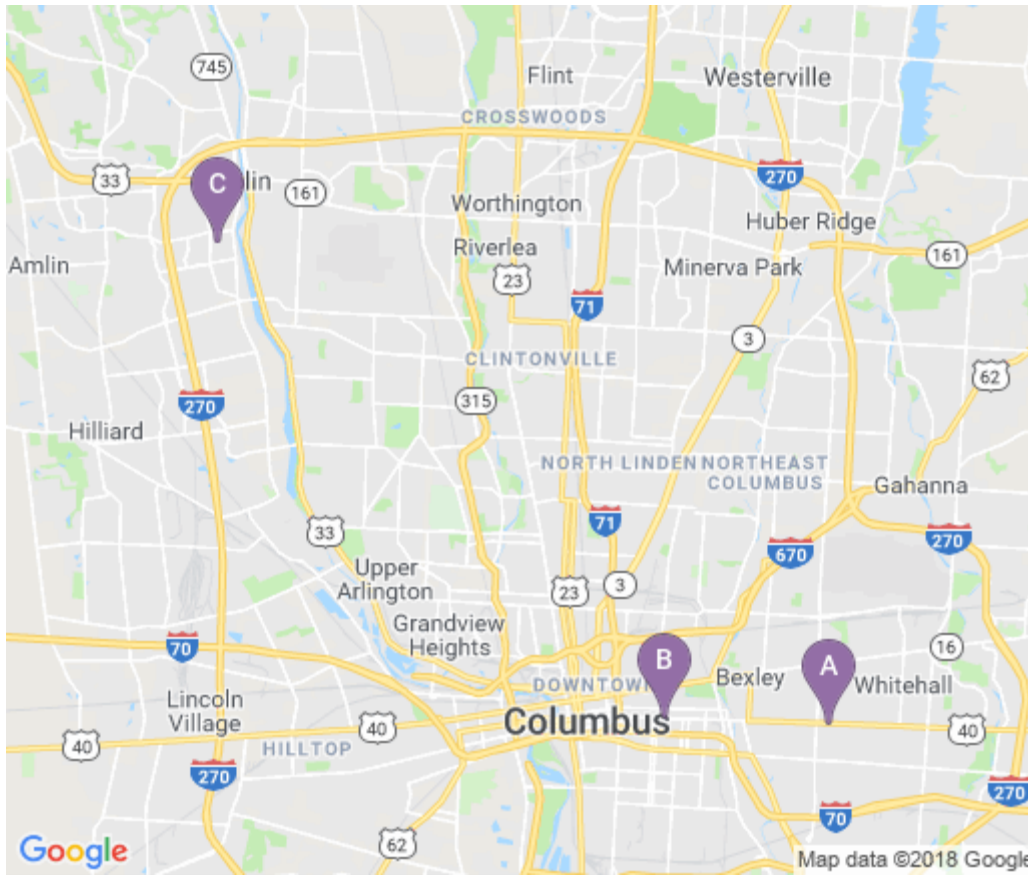 745
Flint
Westerville
CROSSWOODS
33
C
lin
161
270
Worthington
Huber Ridge
Riverlea
Amlin
23
Minerva Park
161
71
3
CLINTONVILLE
62
315
270
Hilliard
NORTH LINDEN
NORTHEAST
COLUMBUS
Gahanna
71
33
270
670
Upper
Arlington
23
3
Grandview
Heights
70
16
B
A
Bexley
Whitehall
DOWNTOWN
Lincoln
Village
Columbus
40
40
40
HILLTOP
270
270
70
62
Google
Map data ©2018 Google